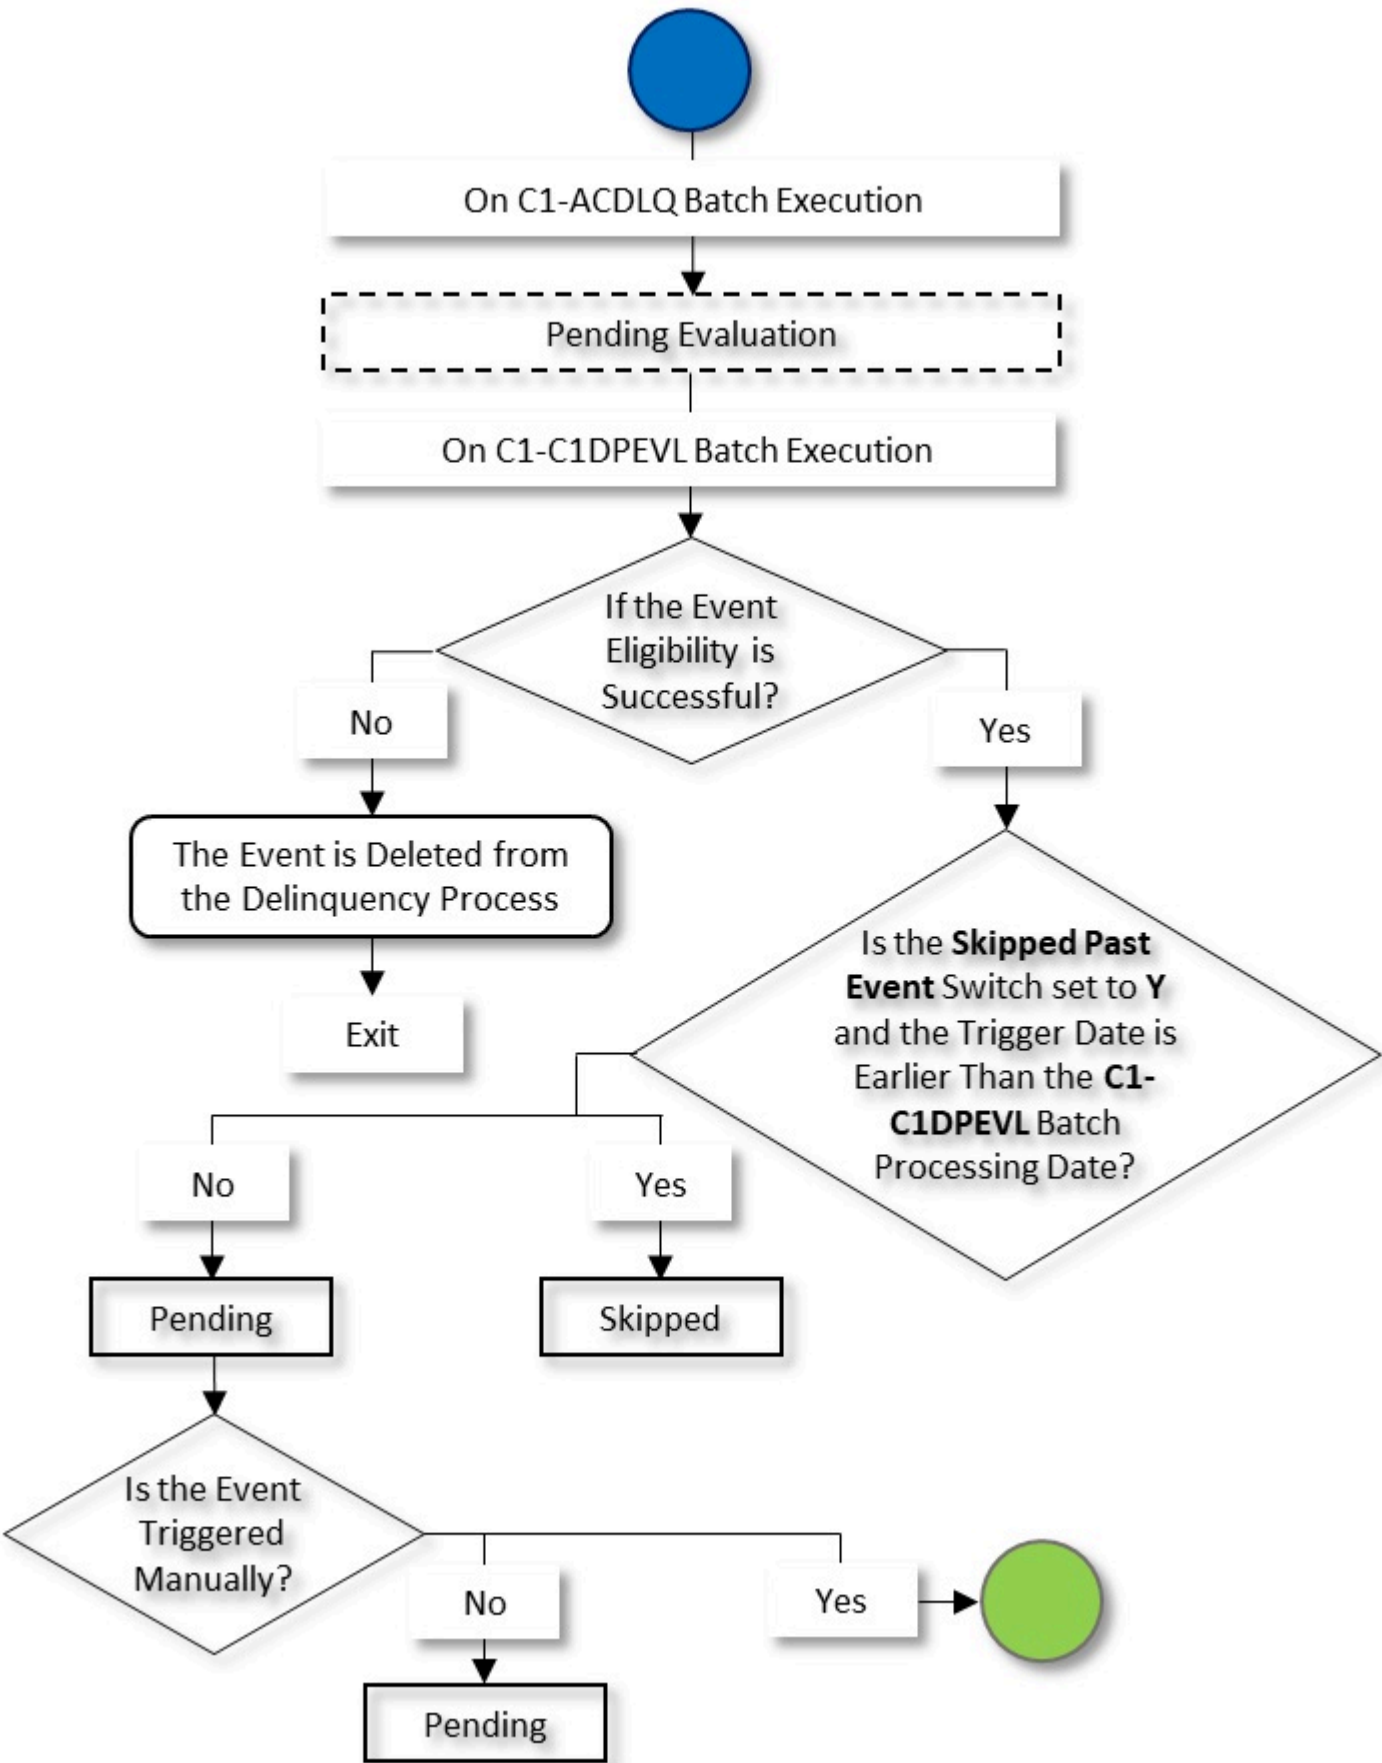 On C1-ACDLQ Batch Execution
Pending Evaluation
On C1-C1DPEVL Batch Execution
If the Event
Eligibility is
Successful?
No
Yes
The Event is Deleted from
the Delinquency Process
Exit
Is the Skipped Past
Event Switch set to Y
and the Trigger Date is
Earlier Than the C1-
C1DPEVL Batch
Processing Date?
No
Yes
Pending
Skipped
Is the Event
Triggered
Manually?
No
Yes
Pending